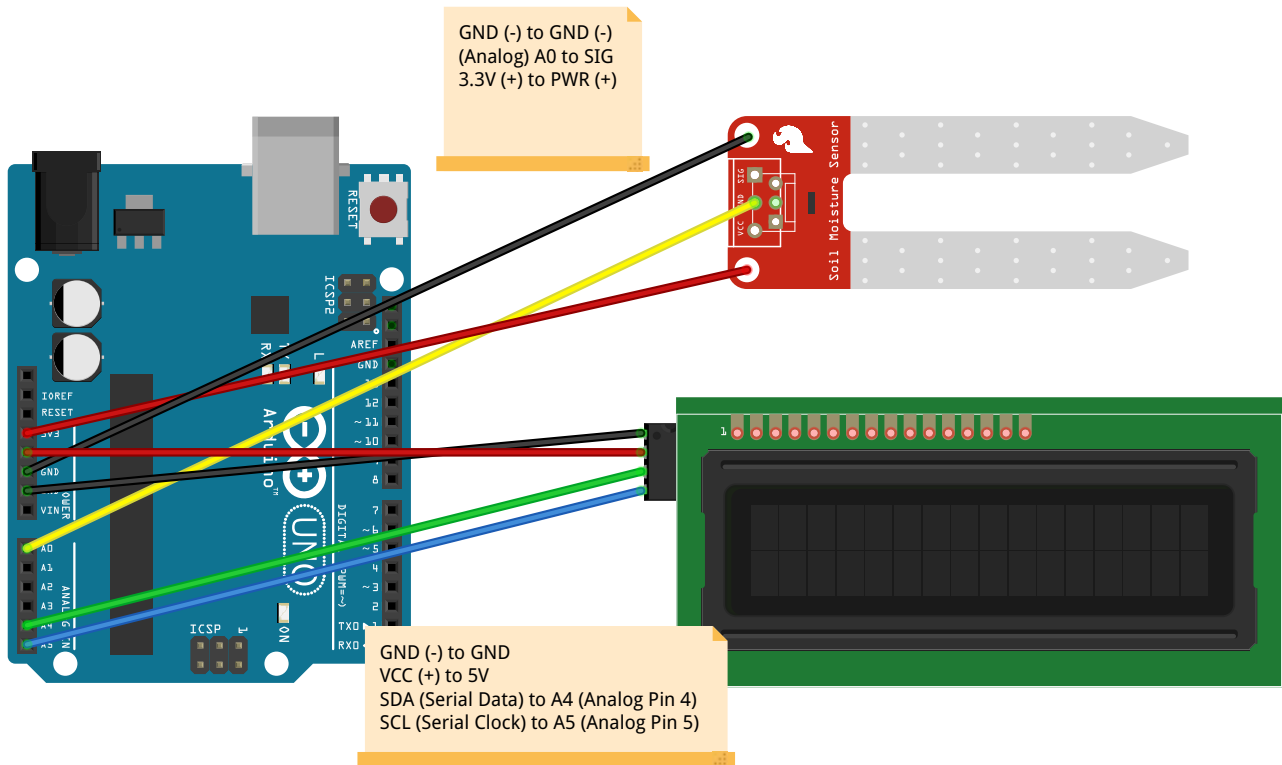 GND (-) to GND (-)
(Analog) A0 to SIG
3.3V (+) to PWR (+)
SIG
GND
VCC
Soil Moisture Sensor
RESET
ICSP2
AREF
GND
12
~11
~10
8
7
~6
~5
4
~3
2
TX0
1
RX0
DIGITAL
(PWM=~)
RX
L
Arduino™
UNO
ON
ICSP
1
IOREF
RESET
3V3
GND
VIN
POWER
A0
A1
A2
A3
A4
A5
ANALOG IN
1
GND (-) to GND
VCC (+) to 5V
SDA (Serial Data) to A4 (Analog Pin 4)
SCL (Serial Clock) to A5 (Analog Pin 5)